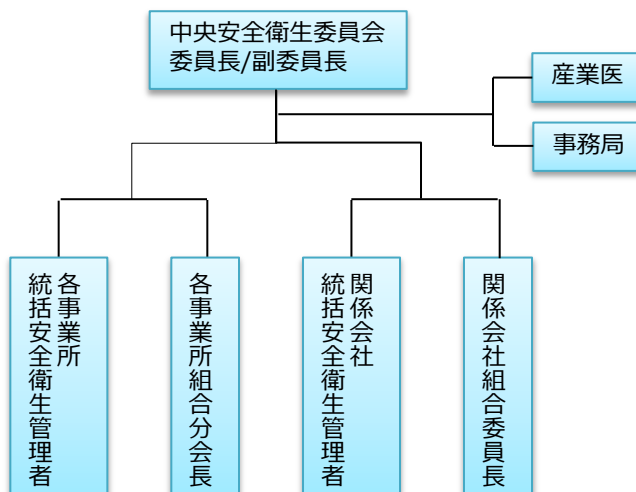 中央安全衛生委員会
委員長/副委員長
産業医
事務局
各事業所
統括安全衛生管理者
各事業所組合分会長
関係会社
統括安全衛生管理者
関係会社組合委員長